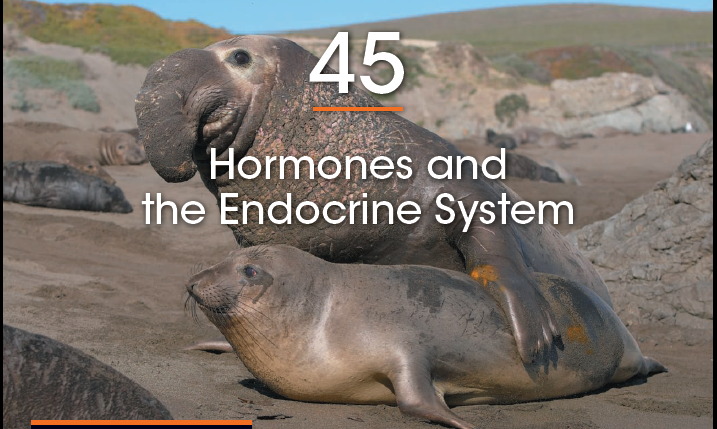 45
Hormones and
the Endocrine System